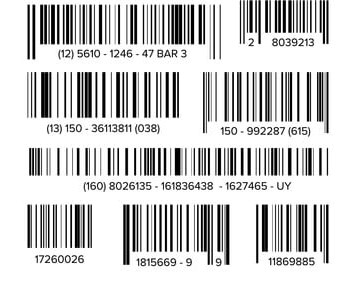 (12) 5610 - 1246 - 47 BAR 3
2 8039213
(13) 150 - 36113811 (038)
150 - 992287 (615)
(160) 8026135 - 161836438 - 1627465 - UY
17260026
1815669 - 9 9
11869885